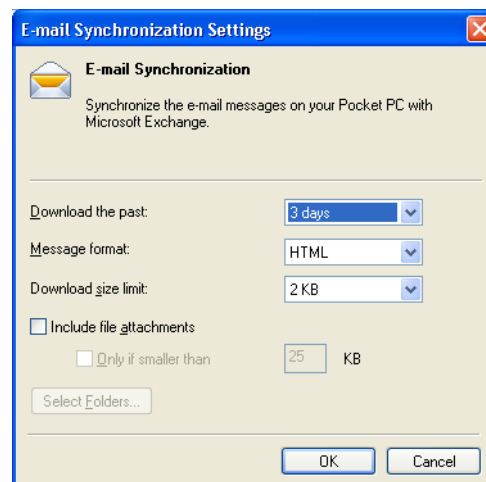 E-mail Synchronization Settings
E-mail Synchronization
Synchronize the e-mail messages on your Pocket PC with
Microsoft Exchange.
Download the past: 3 days
Message format: HTML
Download size limit: 2 KB
Include file attachments
Only if smaller than 25 KB
Select Folders...
OK Cancel